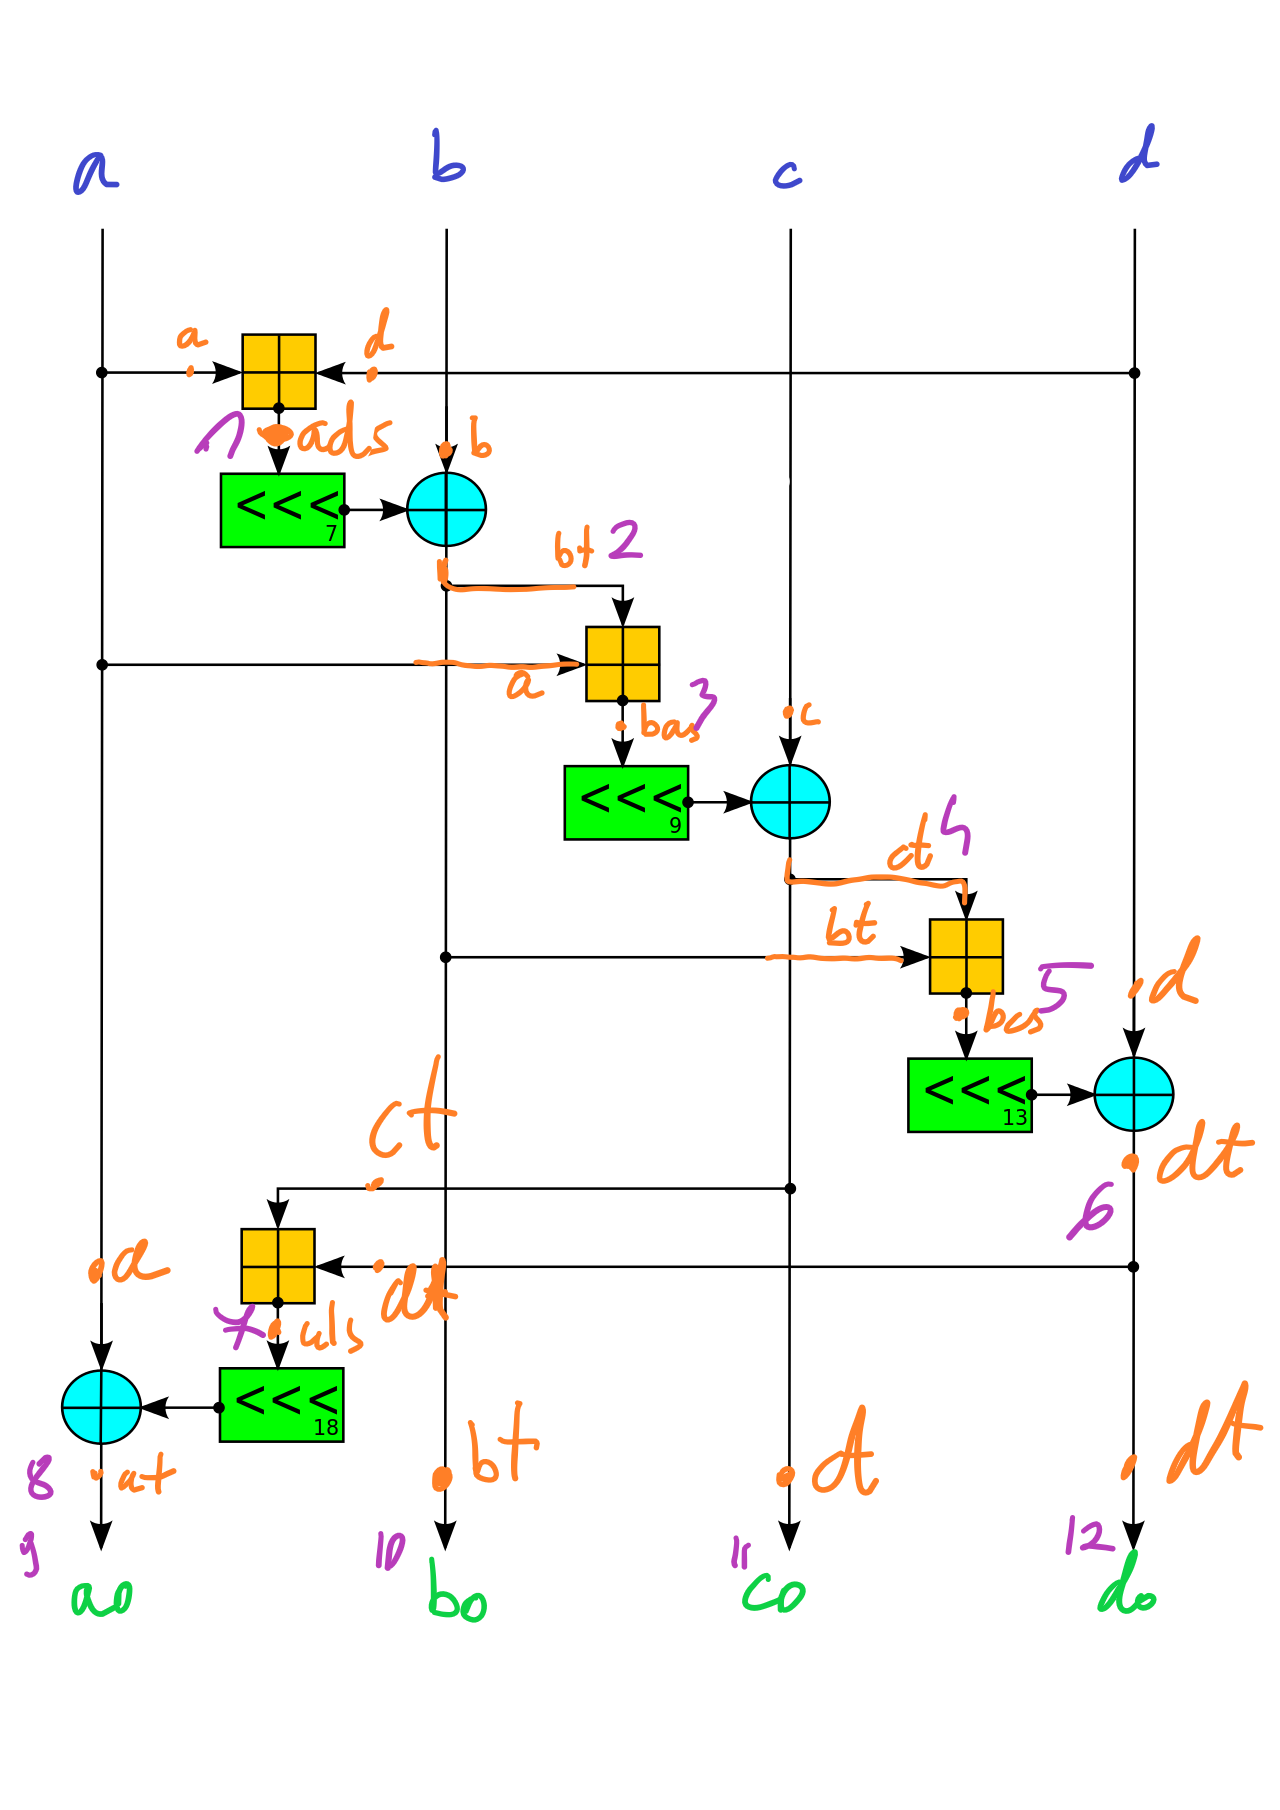 a b c d
a d
1 ads b
<<< 7
bt 2
a
bas 3 c
<<< 9
ct 4
bt
d
bcs 5
<<< 13
ct
dt
6
a
dt
7
<<< 18
8 at bt ct dt
9 10 11 12
ao bo co do